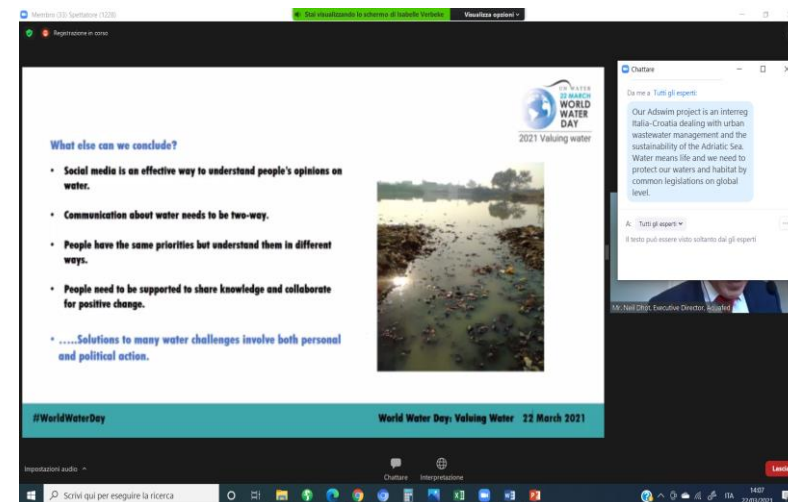 Membro (33) Spettatore (1228)
Stai visualizzando lo schermo di Isabelle Verbeke
Visualizza opzioni
Registrazione in corso
UN WATER
22 MARCH
WORLD
WATER
DAY
2021 Valuing water
What else can we conclude?
• Social media is an effective way to understand people's opinions on
water.
• Communication about water needs to be two-way.
• People have the same priorities but understand them in different
ways.
• People need to be supported to share knowledge and collaborate
for positive change.
• .....Solutions to many water challenges involve both personal
and political action.
#WorldWaterDay
World Water Day: Valuing Water 22 March 2021
Chattare
Da me a Tutti gli esperti:
Our Adswim project is an interreg
Italia-Croatia dealing with urban
wastewater management and the
sustainability of the Adriatic Sea.
Water means life and we need to
protect our waters and habitat by
common legislations on global
level.
A: Tutti gli esperti
Il testo può essere visto soltanto dai gli esperti
Mr. Neil Dhot, Executive Director, Aquafed
Impostazioni audio
Chattare
Interpretazione
Lascia
Scrivi qui per eseguire la ricerca
ITA
14:07
22/03/2021